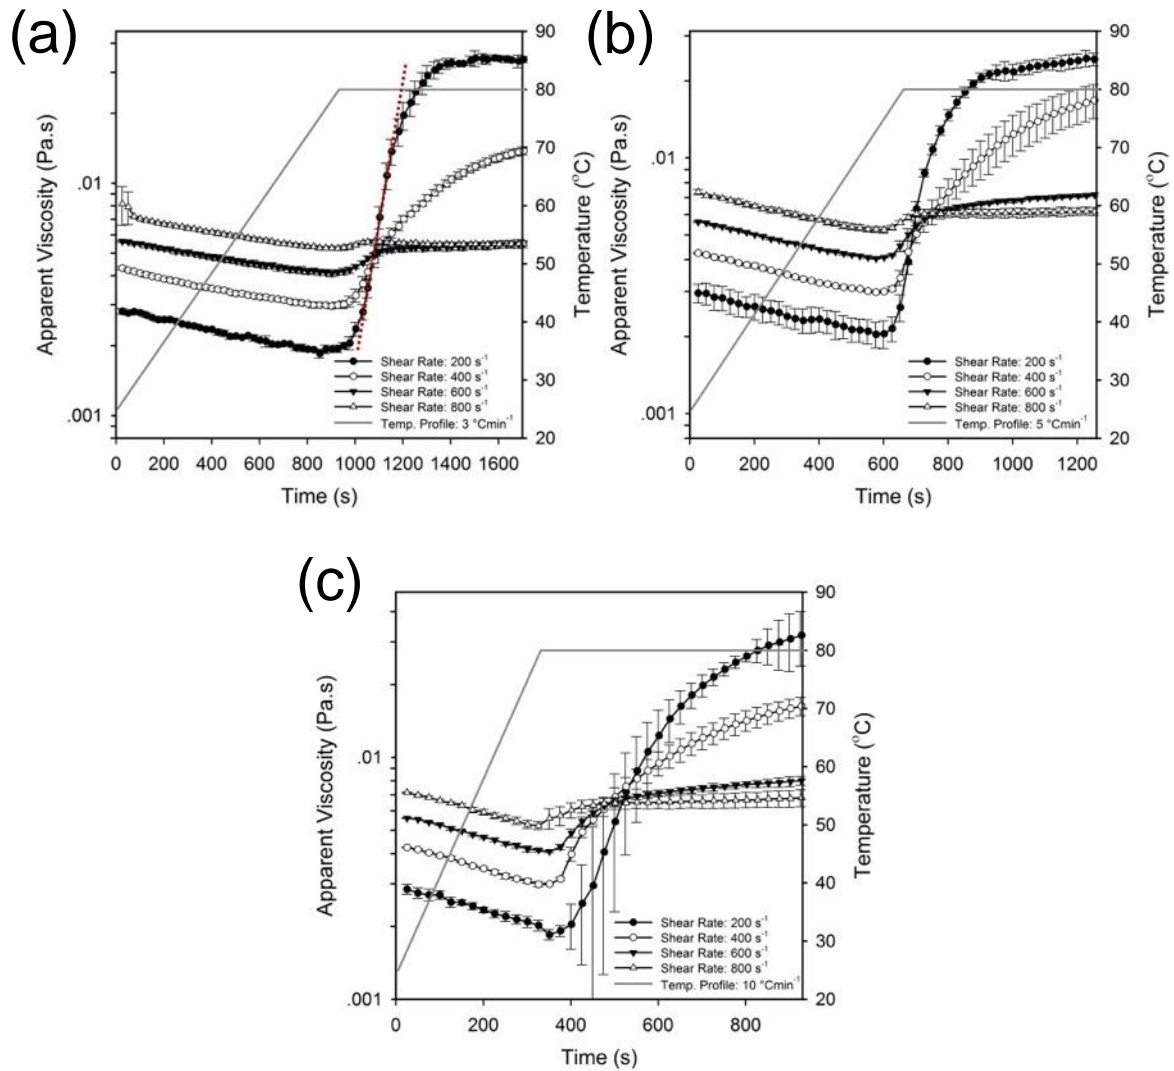 (a)
90
80
70
60
50
40
30
20
.01
.001
Apparent Viscosity (Pa.s)
Temperature (°C)
Shear Rate: 200 s-1
Shear Rate: 400 s-1
Shear Rate: 600 s-1
Shear Rate: 800 s-1
Temp. Profile: 3 °Cmin-1
0 200 400 600 800 1000 1200 1400 1600
Time (s)
(b)
90
80
70
60
50
40
30
20
.01
.001
Apparent Viscosity (Pa.s)
Temperature (°C)
Shear Rate: 200 s-1
Shear Rate: 400 s-1
Shear Rate: 600 s-1
Shear Rate: 800 s-1
Temp. Profile: 5 °Cmin-1
0 200 400 600 800 1000 1200
Time (s)
(c)
90
80
70
60
50
40
30
20
.01
.001
Apparent Viscosity (Pa.s)
Temperature (°C)
Shear Rate: 200 s-1
Shear Rate: 400 s-1
Shear Rate: 600 s-1
Shear Rate: 800 s-1
Temp. Profile: 10 °Cmin-1
0 200 400 600 800
Time (s)